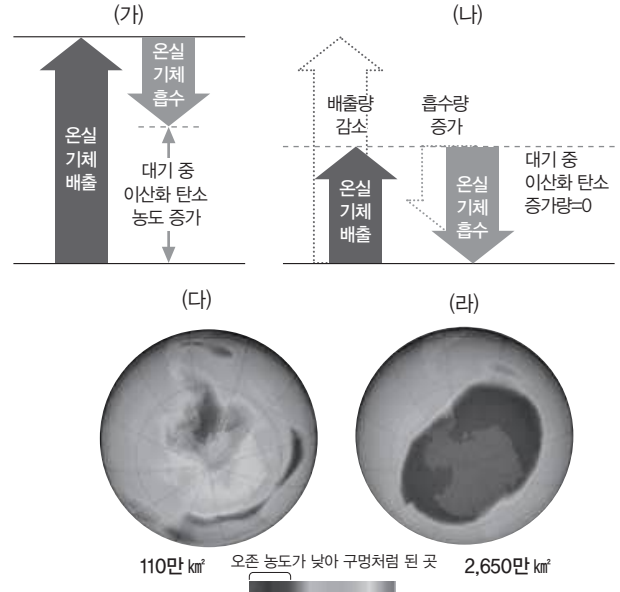 (가)
온실
기체
배출
온실
기체
흡수
대기 중
이산화 탄소
농도 증가
(나)
배출량
감소
흡수량
증가
온실
기체
배출
온실
기체
흡수
대기 중
이산화 탄소
증가량=0
(다)
(라)
110만 ㎢
오존 농도가 낮아 구멍처럼 된 곳
2,650만 ㎢